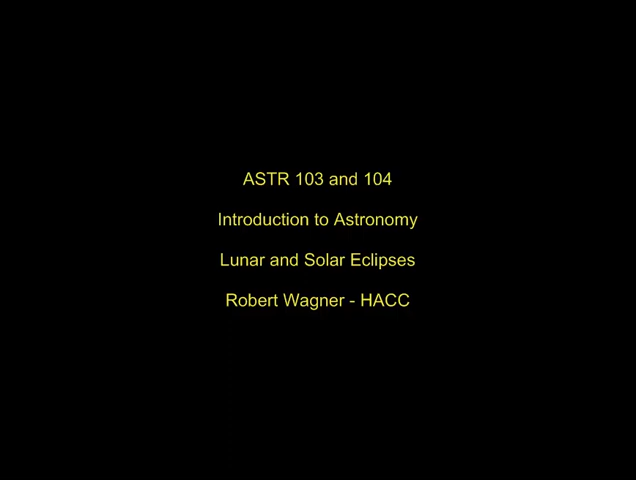 ASTR 103 and 104
Introduction to Astronomy
Lunar and Solar Eclipses
Robert Wagner - HACC